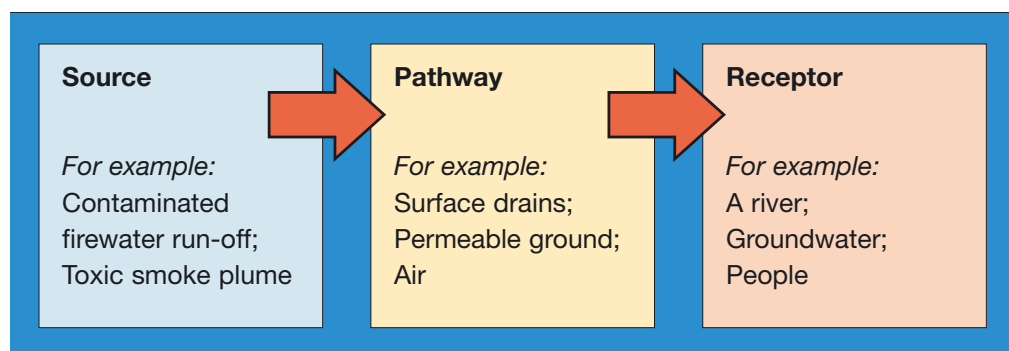 Source
For example:
Contaminated
firewater run-off;
Toxic smoke plume
Pathway
For example:
Surface drains;
Permeable ground;
Air
Receptor
For example:
A river;
Groundwater;
People